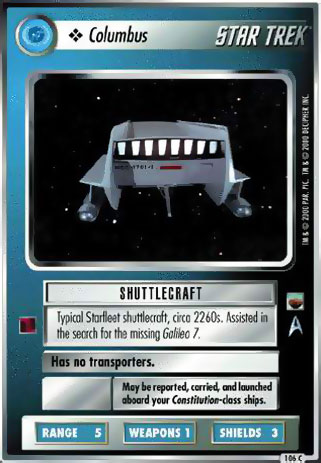 ❖ Columbus
STAR TREK
TM & © 2000 PAR. PIC. TM & © 2000 DECIPHER INC.
SHUTTLECRAFT
Typical Starfleet shuttlecraft, circa 2260s. Assisted in
the search for the missing Galileo 7.
Has no transporters.
May be reported, carried, and launched
aboard your Constitution-class ships.
RANGE 5
WEAPONS 1
SHIELDS 3
106 C